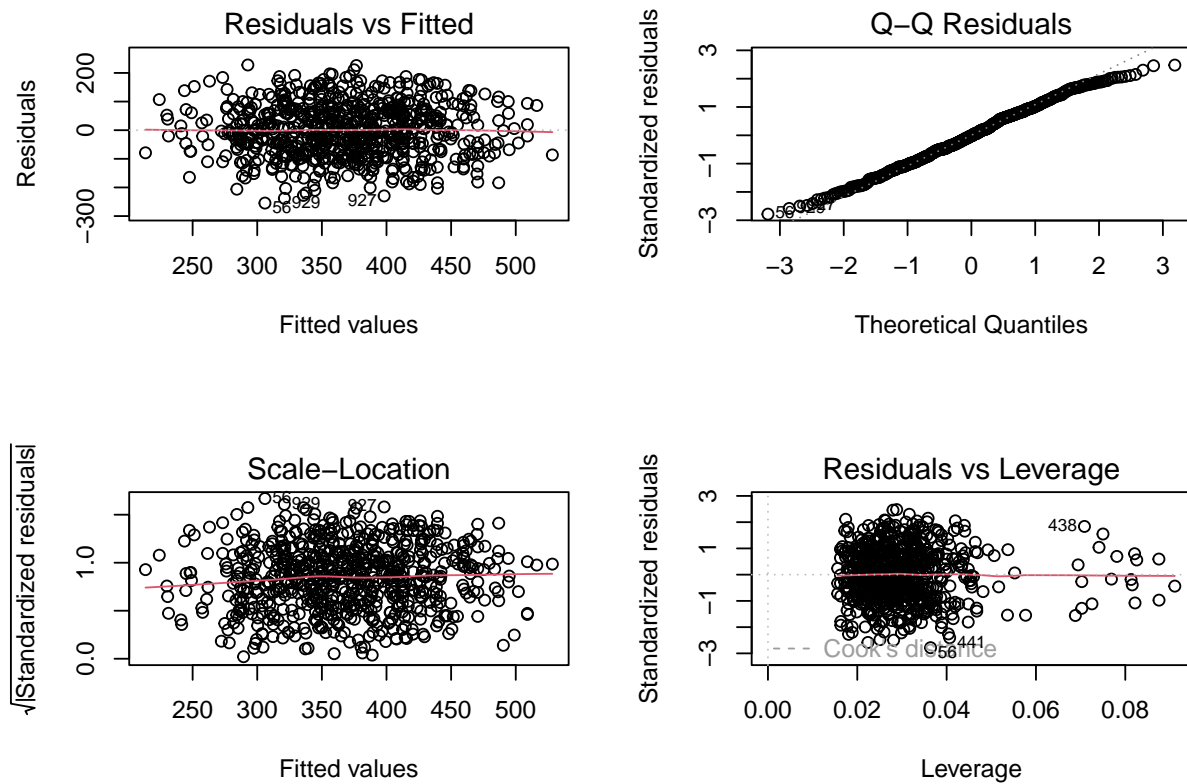 Residuals vs Fitted
Residuals
200
0
−300
56
929
927
250 300 350 400 450 500
Fitted values
Q−Q Residuals
Standardized residuals
3
1
−1
−3
56
−3 −2 −1 0 1 2 3
Theoretical Quantiles
Scale−Location
√|Standardized residuals|
1.0
0.0
56
929
927
250 300 350 400 450 500
Fitted values
Residuals vs Leverage
Standardized residuals
3
1
−1
−3
438
441
56
Cook's distance
0.00 0.02 0.04 0.06 0.08
Leverage